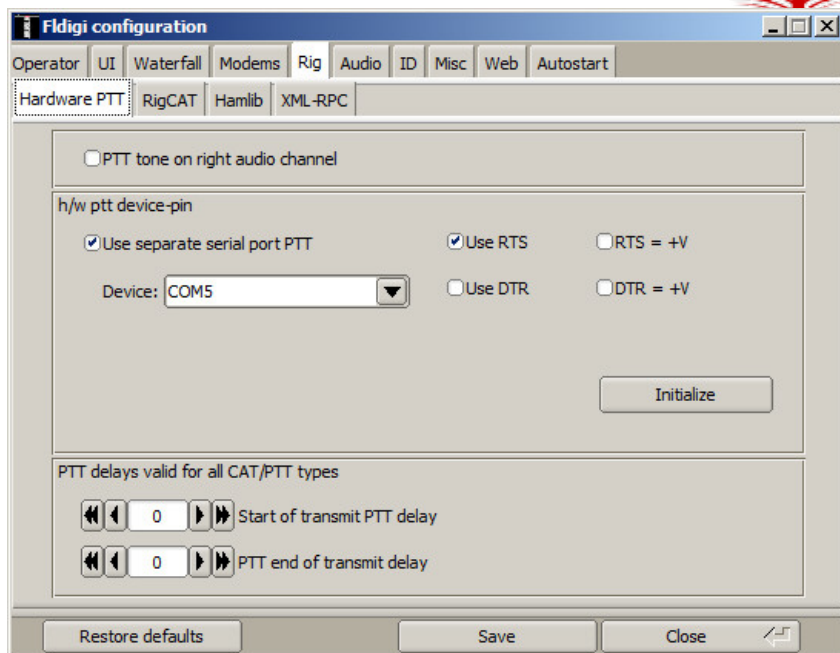 Fldigi configuration
Operator UI Waterfall Modems Rig Audio ID Misc Web Autostart
Hardware PTT RigCAT Hamlib XML-RPC
PTT tone on right audio channel
h/w ptt device-pin
Use separate serial port PTT Use RTS RTS = +V
Device: COM5 Use DTR DTR = +V
Initialize
PTT delays valid for all CAT/PTT types
0 Start of transmit PTT delay
0 PTT end of transmit delay
Restore defaults Save Close